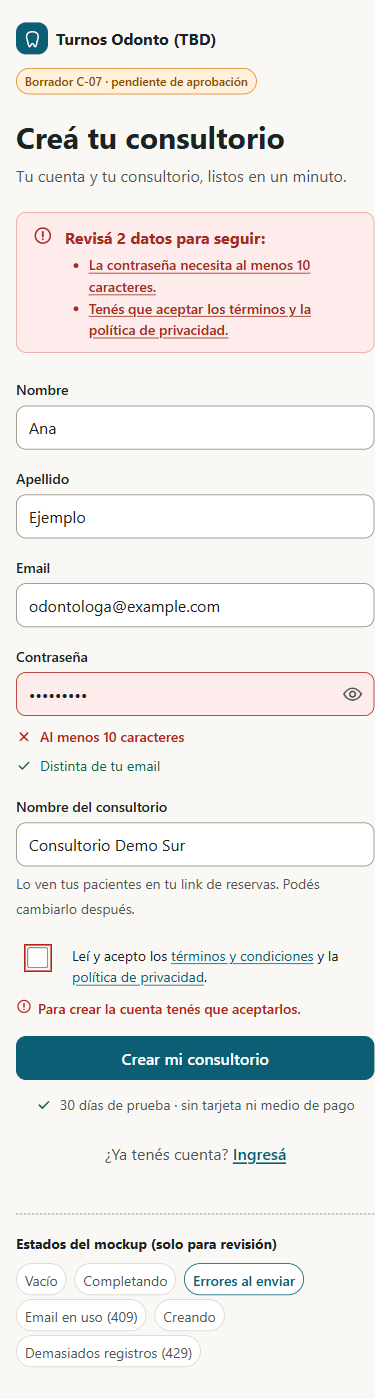 Turnos Odonto (TBD)
Borrador C-07 · pendiente de aprobación
Creá tu consultorio
Tu cuenta y tu consultorio, listos en un minuto.
Revisá 2 datos para seguir:
• La contraseña necesita al menos 10
caracteres.
• Tenés que aceptar los términos y la
política de privacidad.
Nombre
Ana
Apellido
Ejemplo
Email
odontologa@example.com
Contraseña
•••••••••
Al menos 10 caracteres
Distinta de tu email
Nombre del consultorio
Consultorio Demo Sur
Lo ven tus pacientes en tu link de reservas. Podés
cambiarlo después.
Leí y acepto los términos y condiciones y la
política de privacidad.
Para crear la cuenta tenés que aceptarlos.
Crear mi consultorio
30 días de prueba · sin tarjeta ni medio de pago
¿Ya tenés cuenta? Ingresá
Estados del mockup (solo para revisión)
Vacío Completando Errores al enviar
Email en uso (409) Creando
Demasiados registros (429)